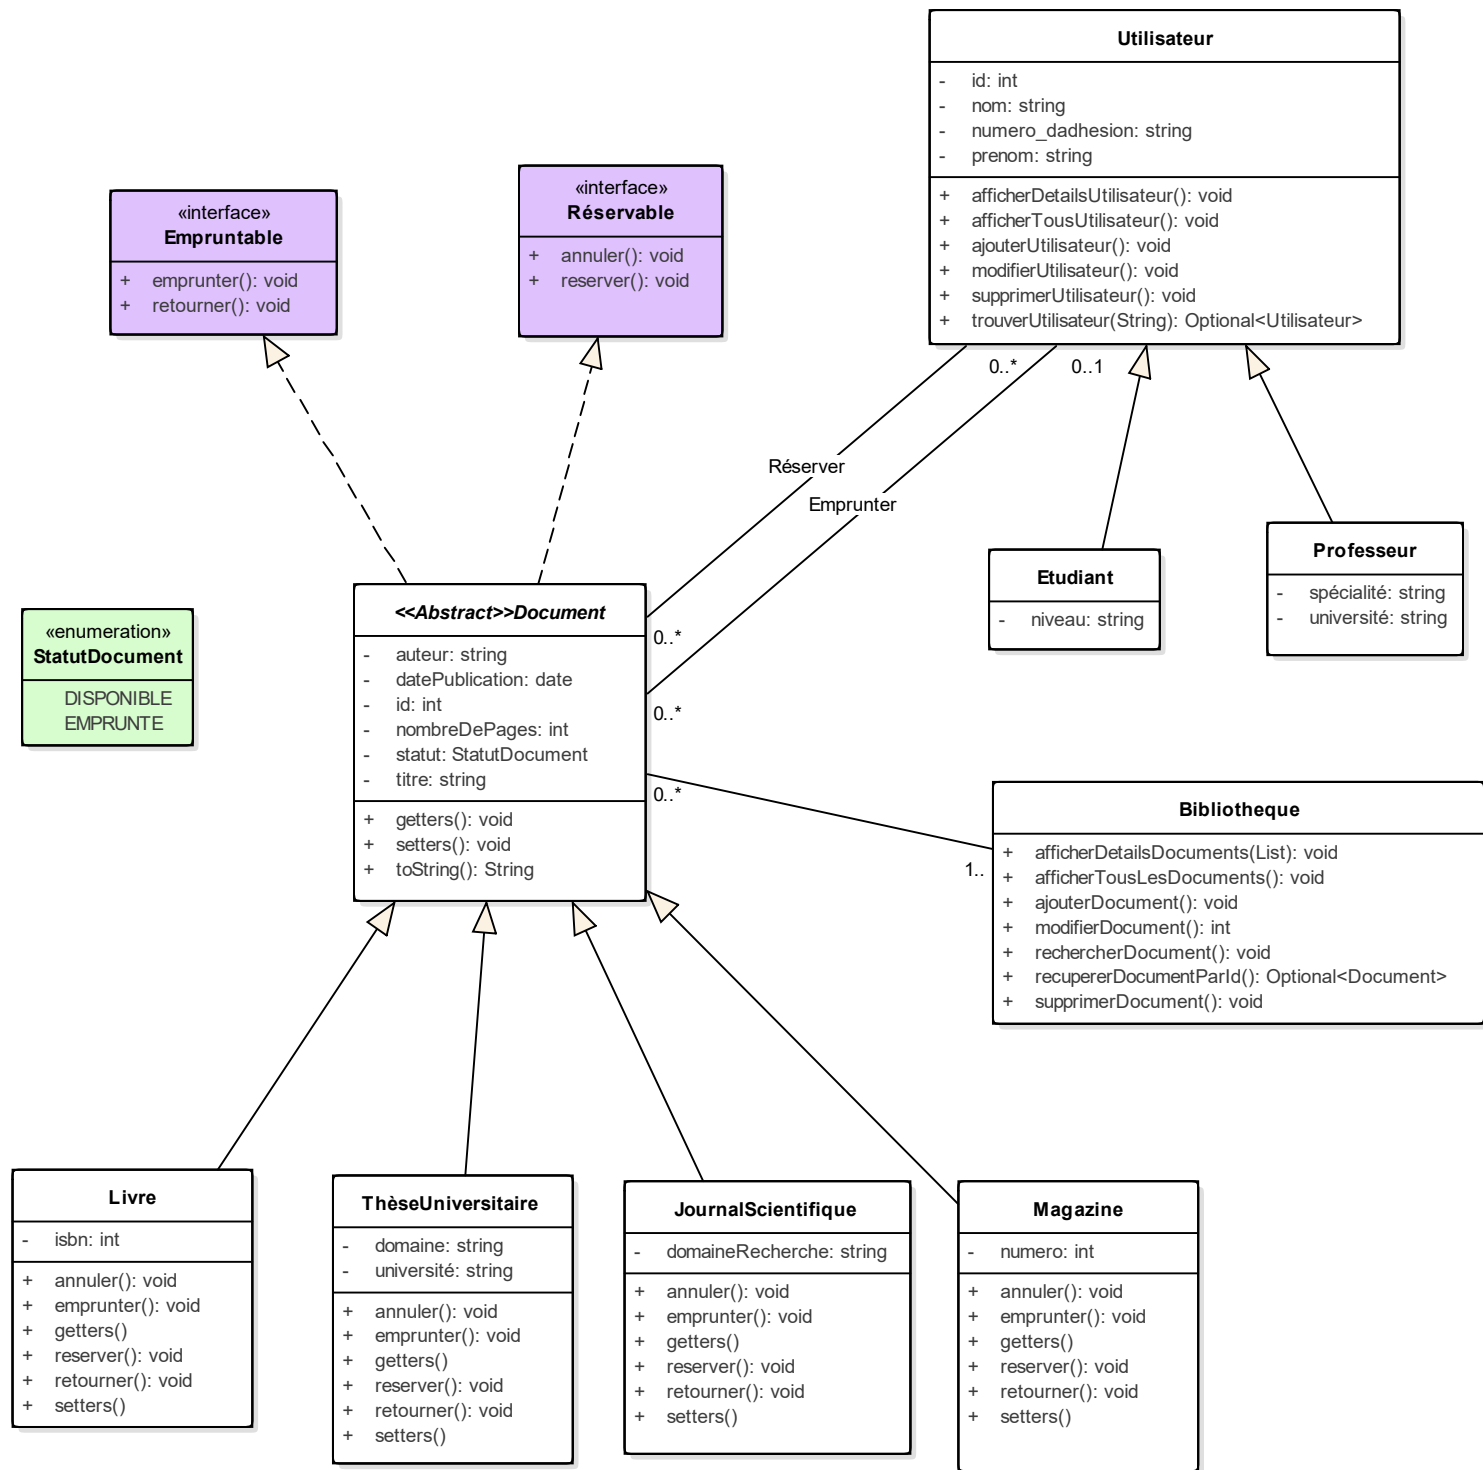 Utilisateur
- id: int
- nom: string
- numero_dadhesion: string
- prenom: string
+ afficherDetailsUtilisateur(): void
+ afficherTousUtilisateur(): void
+ ajouterUtilisateur(): void
+ modifierUtilisateur(): void
+ supprimerUtilisateur(): void
+ trouverUtilisateur(String): Optional<Utilisateur>
«interface»
Réservable
+ annuler(): void
+ reserver(): void
«interface»
Empruntable
+ emprunter(): void
+ retourner(): void
0..*
0..1
Réserver
Emprunter
Etudiant
- niveau: string
Professeur
- spécialité: string
- université: string
«enumeration»
StatutDocument
DISPONIBLE
EMPRUNTE
<<Abstract>>Document
- auteur: string
- datePublication: date
- id: int
- nombreDePages: int
- statut: StatutDocument
- titre: string
+ getters(): void
+ setters(): void
+ toString(): String
0..*
0..*
0..*
1..
Bibliotheque
+ afficherDetailsDocuments(List): void
+ afficherTousLesDocuments(): void
+ ajouterDocument(): void
+ modifierDocument(): int
+ rechercherDocument(): void
+ recupererDocumentParId(): Optional<Document>
+ supprimerDocument(): void
Livre
- isbn: int
+ annuler(): void
+ emprunter(): void
+ getters()
+ reserver(): void
+ retourner(): void
+ setters()
ThèseUniversitaire
- domaine: string
- université: string
+ annuler(): void
+ emprunter(): void
+ getters()
+ reserver(): void
+ retourner(): void
+ setters()
JournalScientifique
- domaineRecherche: string
+ annuler(): void
+ emprunter(): void
+ getters()
+ reserver(): void
+ retourner(): void
+ setters()
Magazine
- numero: int
+ annuler(): void
+ emprunter(): void
+ getters()
+ reserver(): void
+ retourner(): void
+ setters()